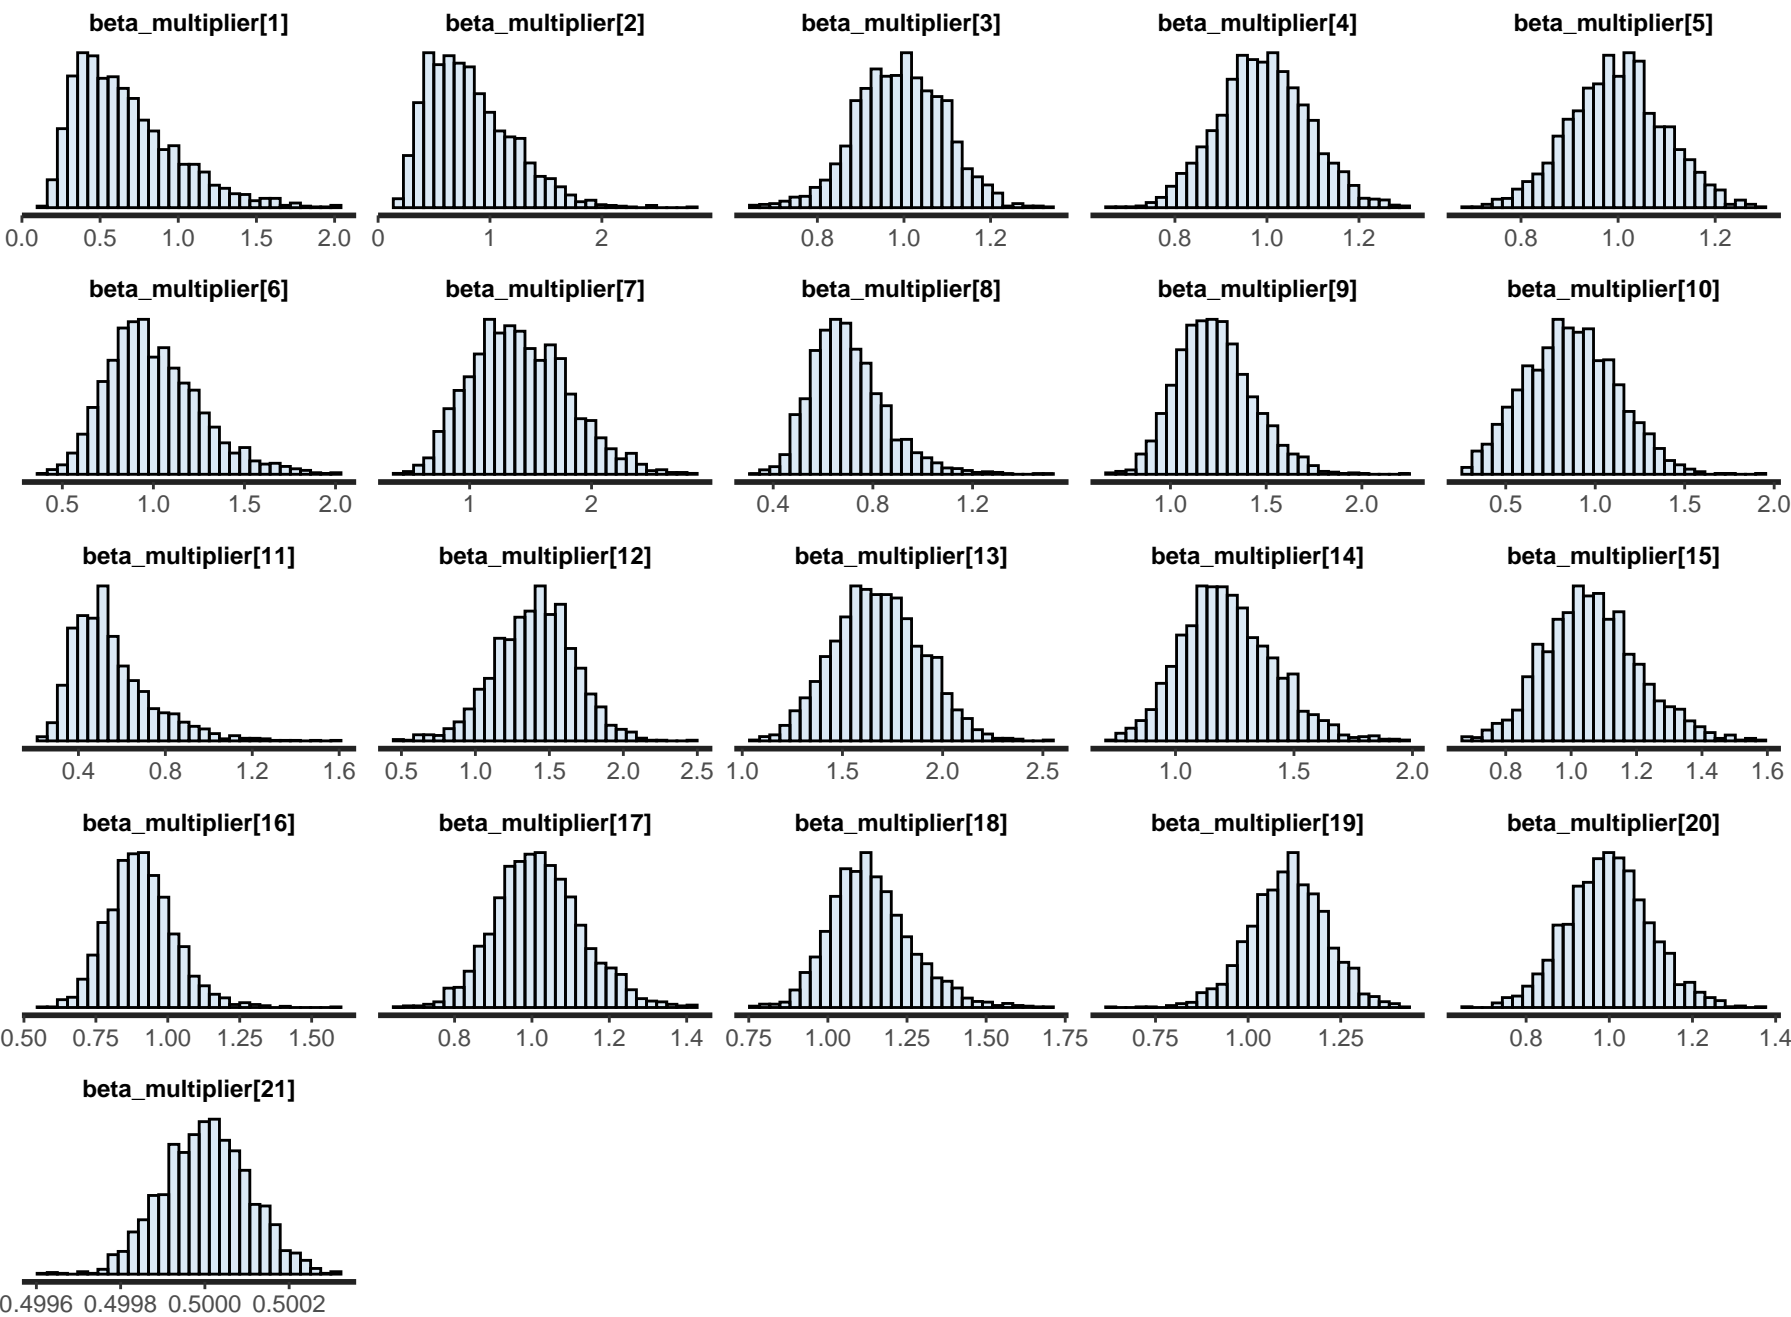 beta_multiplier[1] beta_multiplier[2] beta_multiplier[3] beta_multiplier[4] beta_multiplier[5]
0.0 0.5 1.0 1.5 2.0 0 1 2 0.8 1.0 1.2 0.8 1.0 1.2 0.8 1.0 1.2
beta_multiplier[6] beta_multiplier[7] beta_multiplier[8] beta_multiplier[9] beta_multiplier[10]
0.5 1.0 1.5 2.0 1 2 0.4 0.8 1.2 1.0 1.5 2.0 0.5 1.0 1.5 2.0
beta_multiplier[11] beta_multiplier[12] beta_multiplier[13] beta_multiplier[14] beta_multiplier[15]
0.4 0.8 1.2 1.6 0.5 1.0 1.5 2.0 2.5 1.0 1.5 2.0 2.5 1.0 1.5 2.0 0.8 1.0 1.2 1.4 1.6
beta_multiplier[16] beta_multiplier[17] beta_multiplier[18] beta_multiplier[19] beta_multiplier[20]
0.50 0.75 1.00 1.25 1.50 0.8 1.0 1.2 1.4 0.75 1.00 1.25 1.50 1.75 0.75 1.00 1.25 0.8 1.0 1.2 1.4
beta_multiplier[21]
0.4996 0.4998 0.5000 0.5002